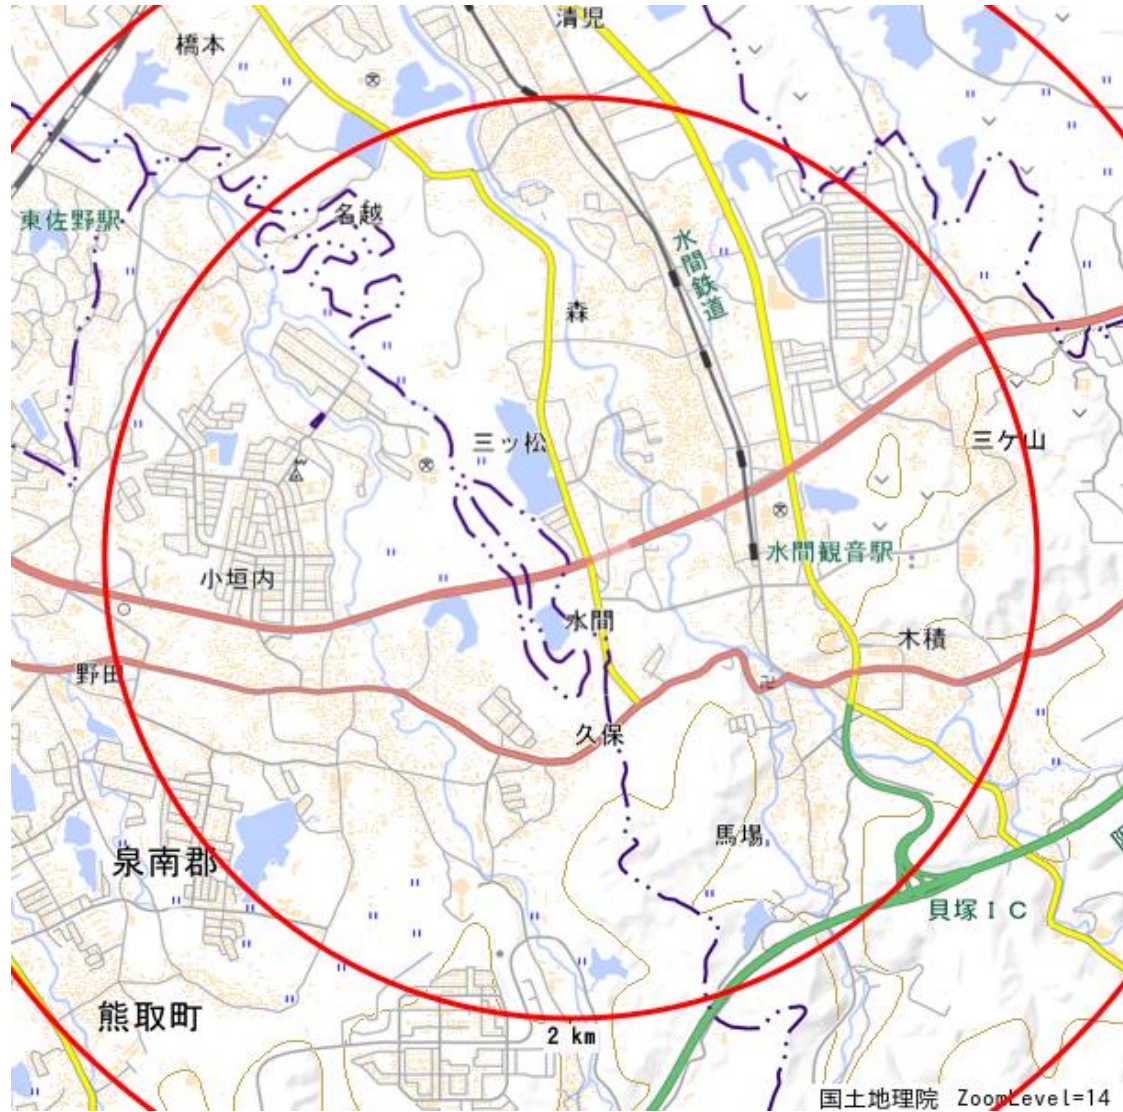 清児
橋本
東佐野駅
名越
水間鉄道
森
三ッ松
三ケ山
水間観音駅
小垣内
水間
木積
野田
久保
馬場
泉南郡
貝塚IC
熊取町
2 km
国土地理院 ZoomLevel=14